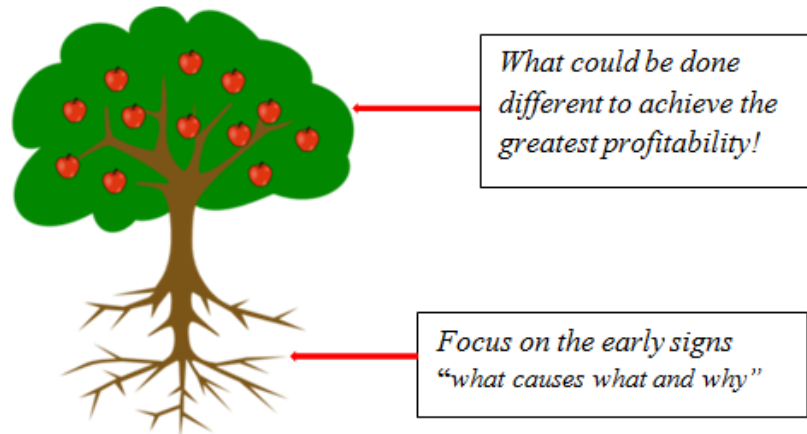 What could be done
different to achieve the
greatest profitability!
Focus on the early signs
“what causes what and why”